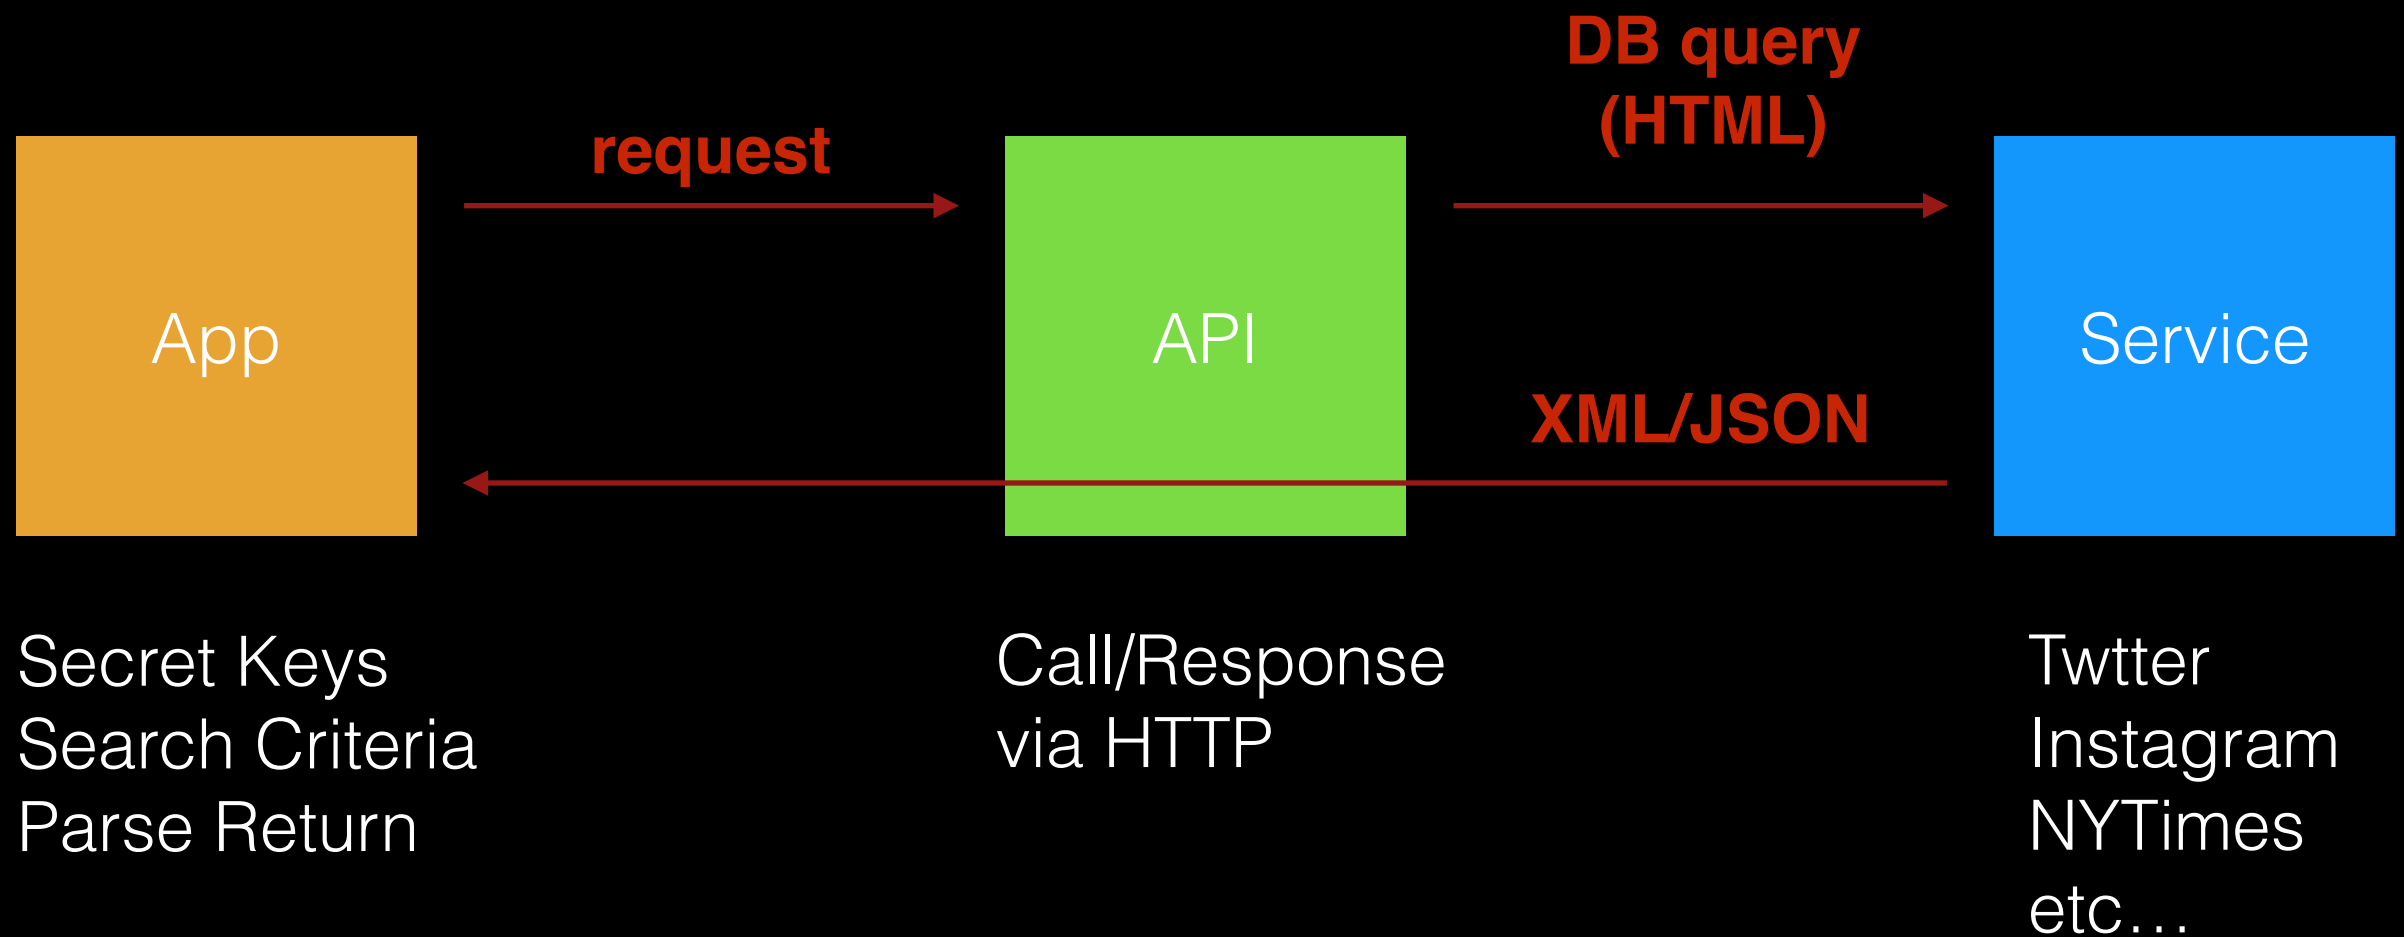 DB query
(HTML)
request
App
API
Service
XML/JSON
Secret Keys
Search Criteria
Parse Return
Call/Response
via HTTP
Twtter
Instagram
NYTimes
etc…